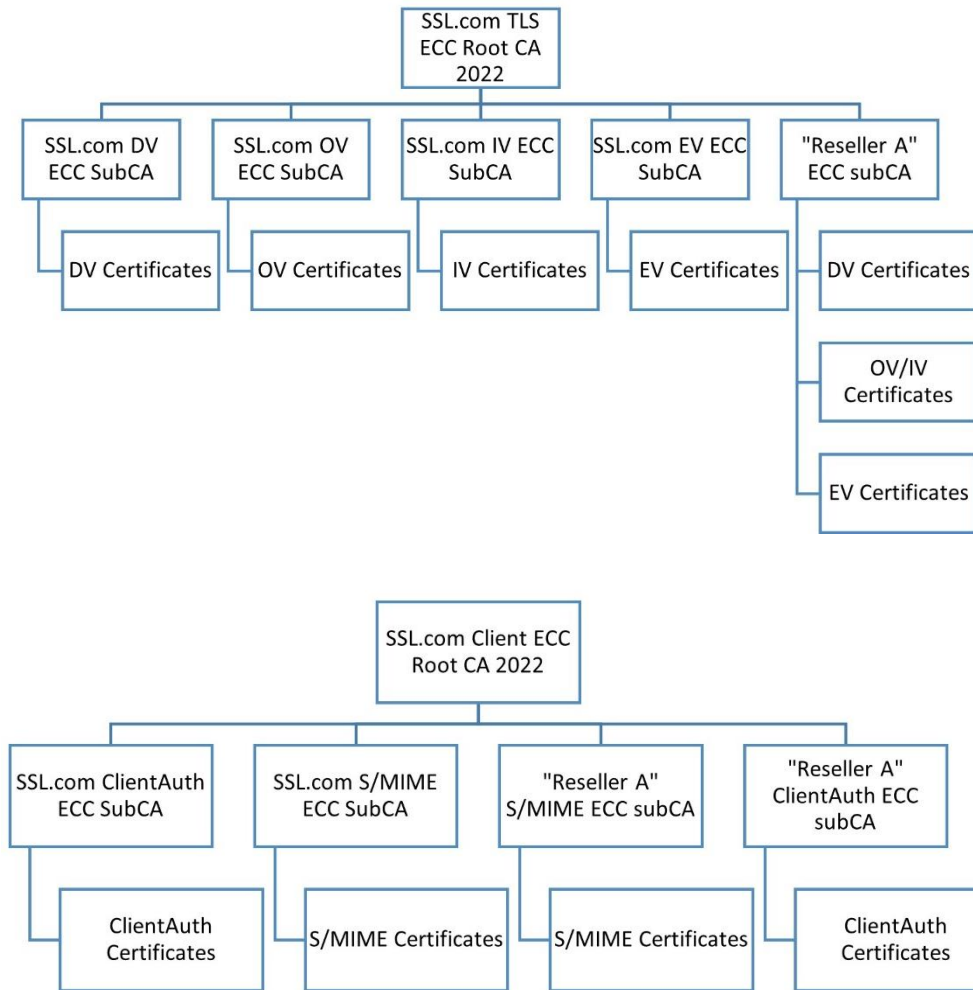 SSL.com TLS
ECC Root CA
2022
SSL.com DV
ECC SubCA
SSL.com OV
ECC SubCA
SSL.com IV ECC
SubCA
SSL.com EV ECC
SubCA
"Reseller A"
ECC subCA
DV Certificates
OV Certificates
IV Certificates
EV Certificates
DV Certificates
OV/IV
Certificates
EV Certificates
SSL.com Client ECC
Root CA 2022
SSL.com ClientAuth
ECC SubCA
SSL.com S/MIME
ECC SubCA
"Reseller A"
S/MIME ECC subCA
"Reseller A"
ClientAuth ECC
subCA
ClientAuth
Certificates
S/MIME Certificates
S/MIME Certificates
ClientAuth
Certificates